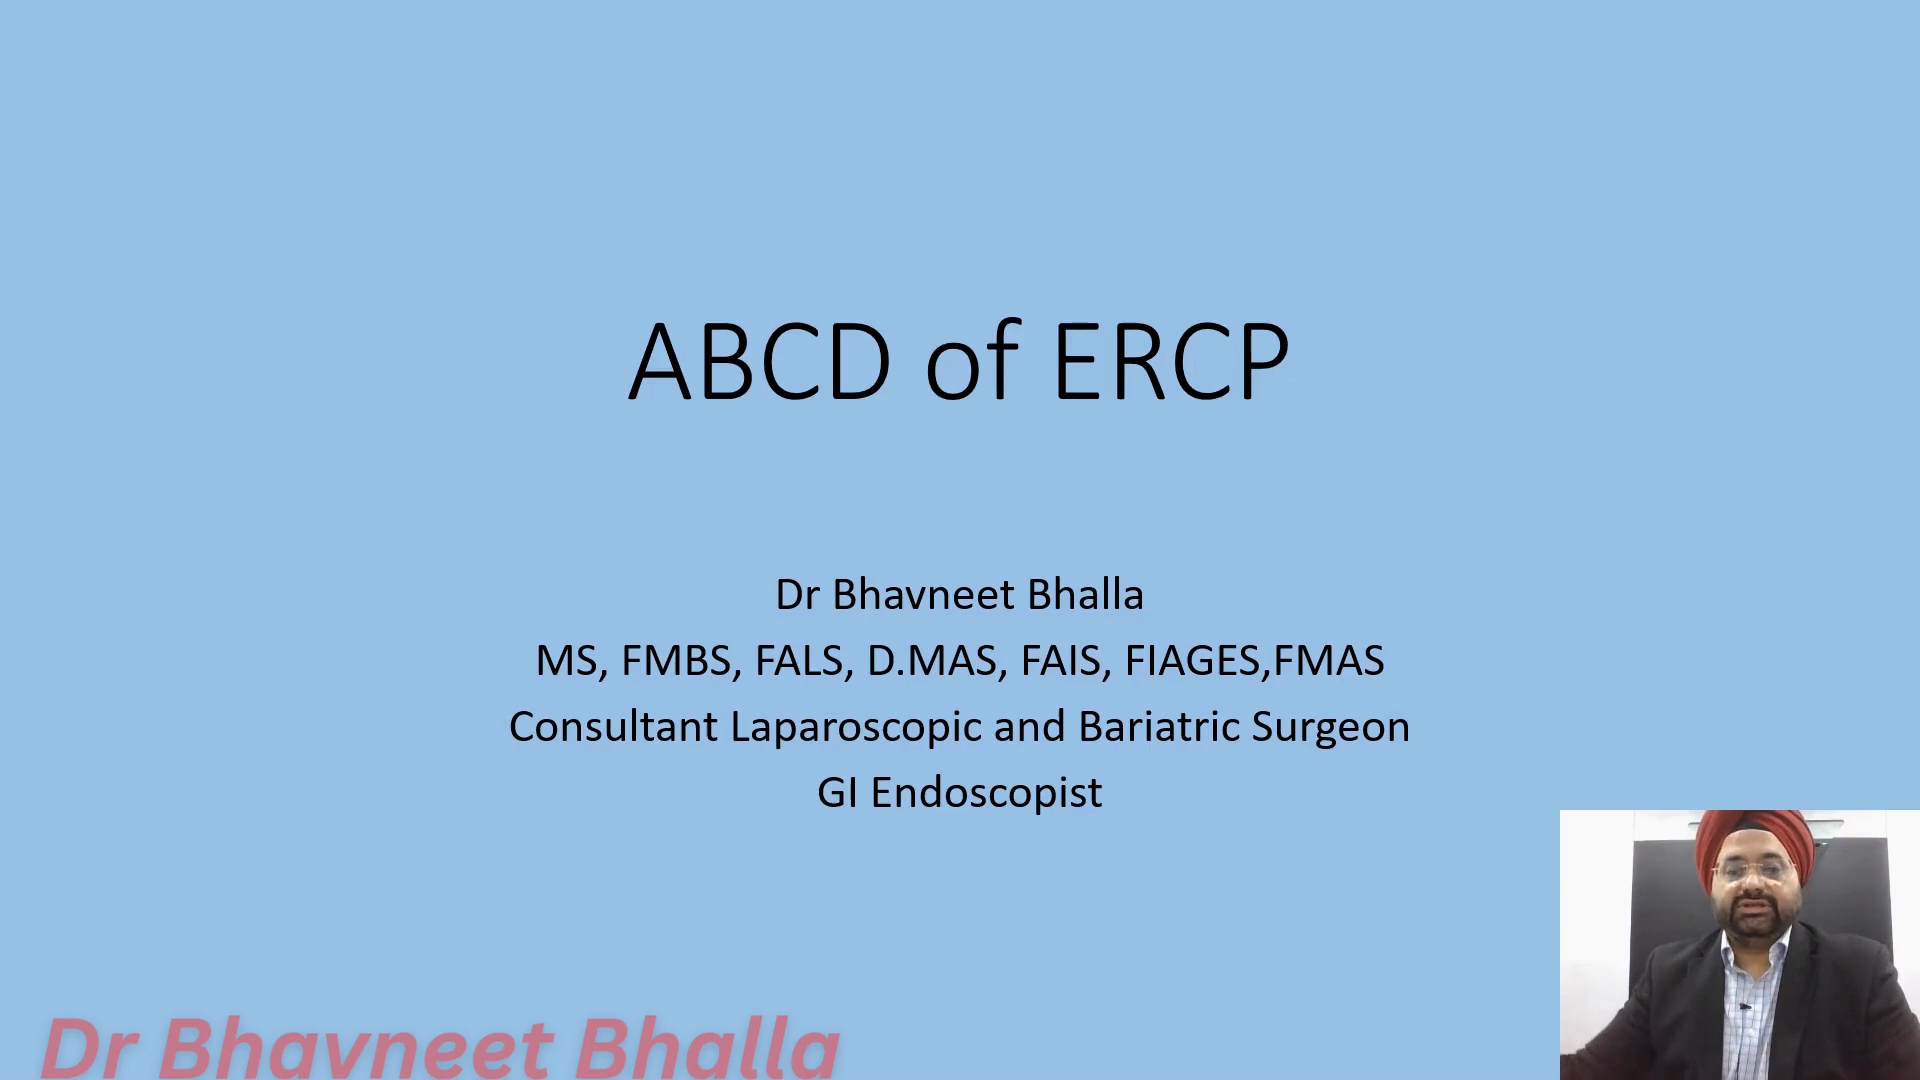 ABCD of ERCP
Dr Bhavneet Bhalla
MS, FMBS, FALS, D.MAS, FAIS, FIAGES,FMAS
Consultant Laparoscopic and Bariatric Surgeon
GI Endoscopist
Dr Bhavneet Bhalla